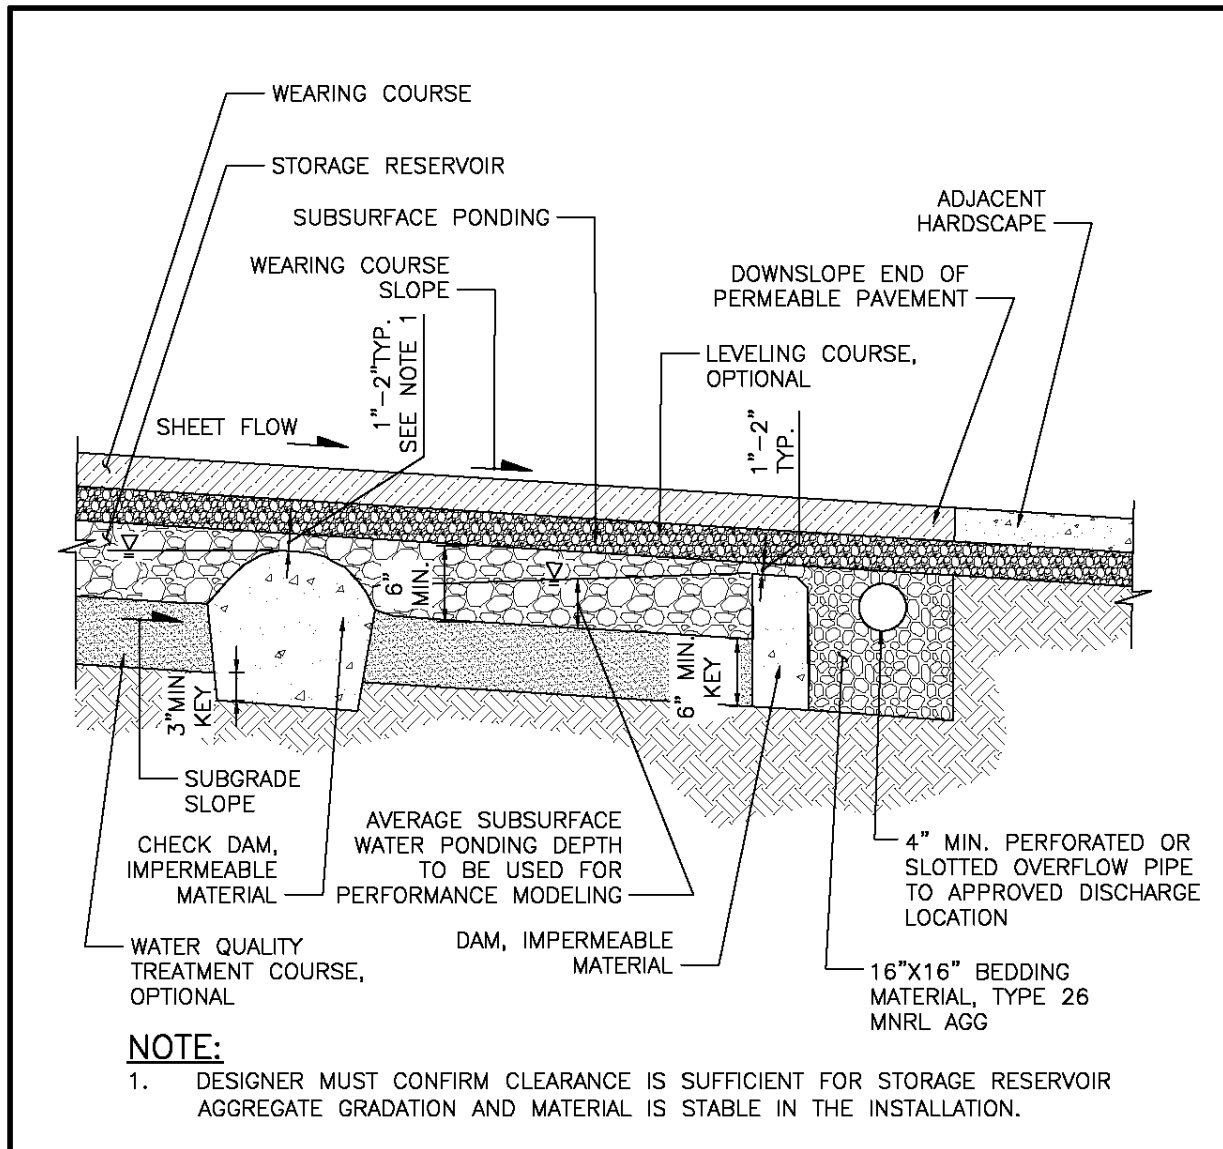 WEARING COURSE
STORAGE RESERVOIR
SUBSURFACE PONDING
WEARING COURSE
SLOPE
1"-2"TYP.
SEE NOTE 1
ADJACENT
HARDSCAPE
DOWNSLOPE END OF
PERMEABLE PAVEMENT
LEVELING COURSE,
OPTIONAL
1"-2"
TYP.
SHEET FLOW
6"
MIN.
3"MIN.
KEY
6" MIN.
KEY
SUBGRADE
SLOPE
CHECK DAM,
IMPERMEABLE
MATERIAL
WATER QUALITY
TREATMENT COURSE,
OPTIONAL
AVERAGE SUBSURFACE
WATER PONDING DEPTH
TO BE USED FOR
PERFORMANCE MODELING
DAM, IMPERMEABLE
MATERIAL
4" MIN. PERFORATED OR
SLOTTED OVERFLOW PIPE
TO APPROVED DISCHARGE
LOCATION
16"X16" BEDDING
MATERIAL, TYPE 26
MNRL AGG
NOTE:
1. DESIGNER MUST CONFIRM CLEARANCE IS SUFFICIENT FOR STORAGE RESERVOIR
AGGREGATE GRADATION AND MATERIAL IS STABLE IN THE INSTALLATION.